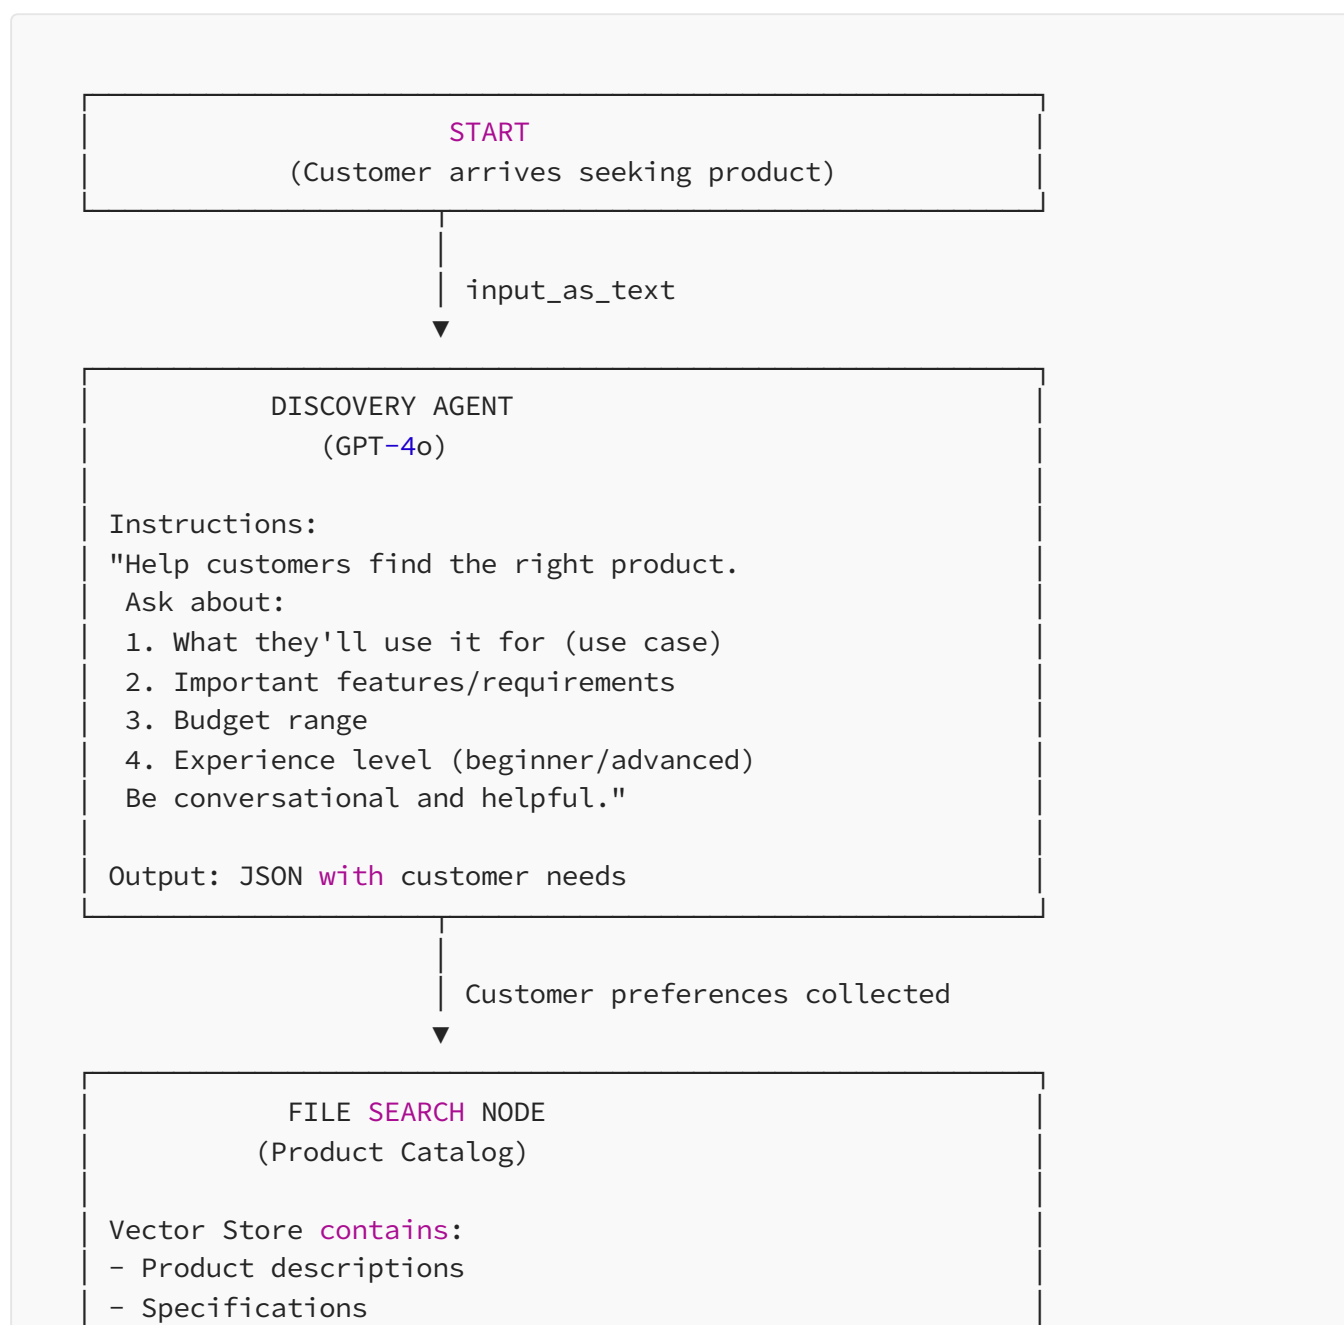 START
(Customer arrives seeking product)
input_as_text
▼
DISCOVERY AGENT
(GPT-4o)
Instructions:
"Help customers find the right product.
Ask about:
1. What they'll use it for (use case)
2. Important features/requirements
3. Budget range
4. Experience level (beginner/advanced)
Be conversational and helpful."
Output: JSON with customer needs
Customer preferences collected
▼
FILE SEARCH NODE
(Product Catalog)
Vector Store contains:
- Product descriptions
- Specifications